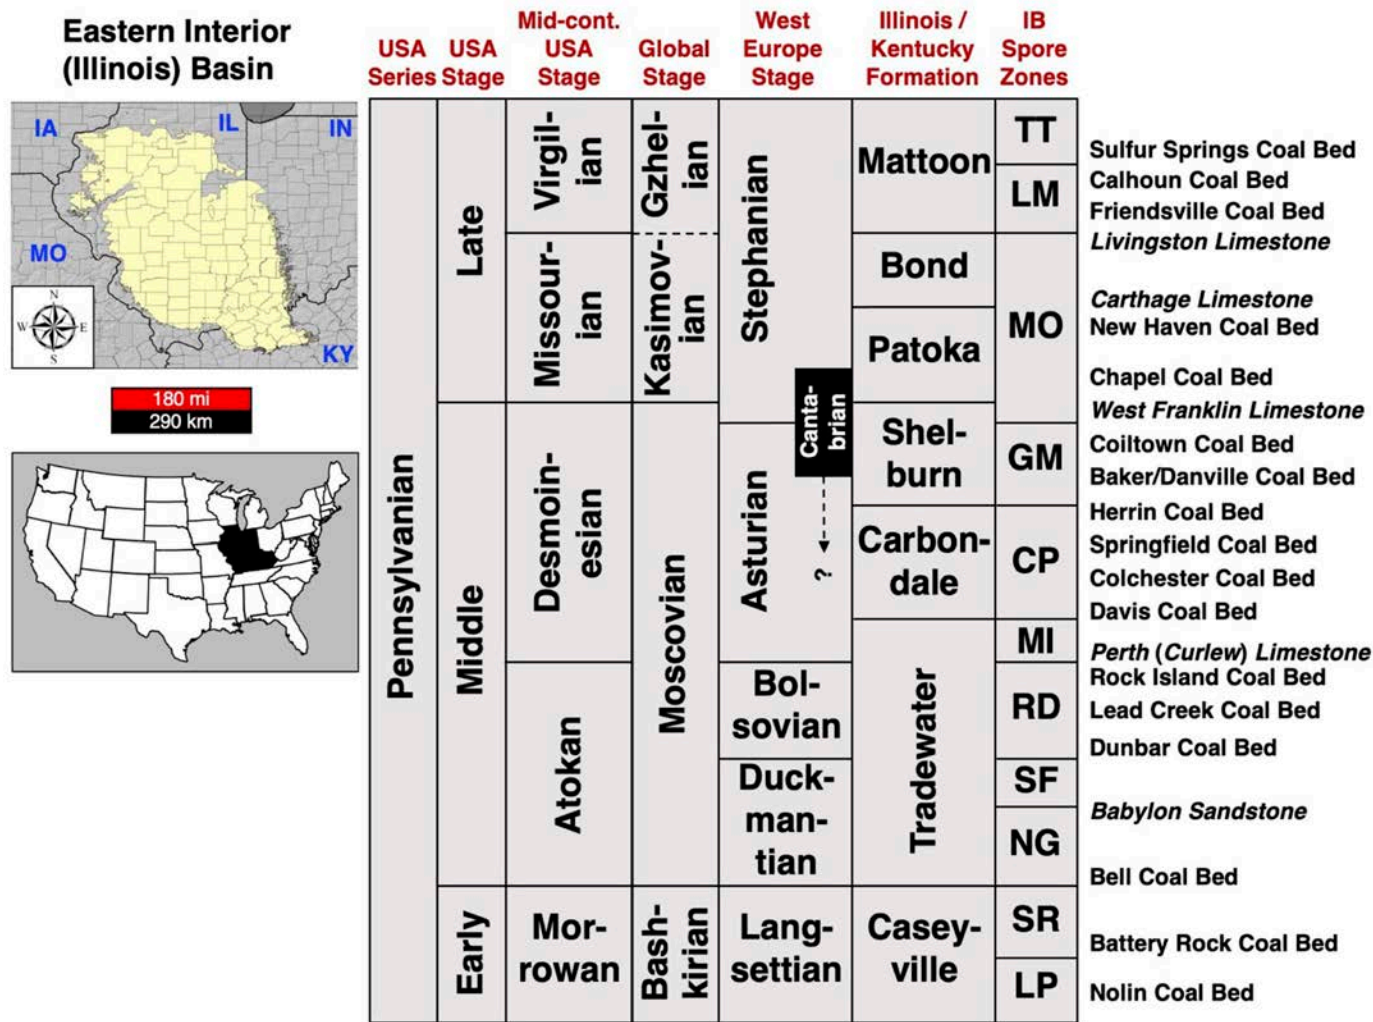 Eastern Interior
(Illinois) Basin
IA
IL
IN
MO
KY
N
W
E
S
180 mi
290 km
USA
Series
USA
Stage
Mid-cont.
USA
Stage
Global
Stage
West
Europe
Stage
Illinois /
Kentucky
Formation
IB
Spore
Zones
Pennsylvanian
Late
Middle
Early
Virgil-
ian
Missour-
ian
Desmoin-
esian
Atokan
Mor-
rowan
Gzhel-
ian
Kasimov-
ian
Moscovian
Bash-
kirian
Stephanian
Canta-
brian
?
Asturian
Bol-
sovian
Duck-
man-
tian
Lang-
settian
Mattoon
Bond
Patoka
Shel-
burn
Carbon-
dale
Tradewater
Casey-
ville
TT
LM
MO
GM
CP
MI
RD
SF
NG
SR
LP
Sulfur Springs Coal Bed
Calhoun Coal Bed
Friendsville Coal Bed
Livingston Limestone
Carthage Limestone
New Haven Coal Bed
Chapel Coal Bed
West Franklin Limestone
Coiltown Coal Bed
Baker/Danville Coal Bed
Herrin Coal Bed
Springfield Coal Bed
Colchester Coal Bed
Davis Coal Bed
Perth (Curlew) Limestone
Rock Island Coal Bed
Lead Creek Coal Bed
Dunbar Coal Bed
Babylon Sandstone
Bell Coal Bed
Battery Rock Coal Bed
Nolin Coal Bed